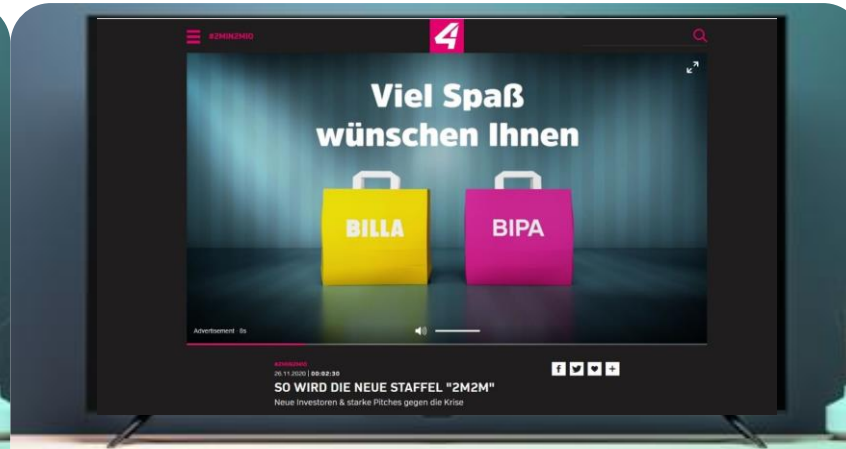 #2MIN2MIO
4
Viel Spaß
wünschen Ihnen
BILLA
BIPA
Advertisement · 8s
#2MIN2MIO
26.11.2020 | 00:02:30
SO WIRD DIE NEUE STAFFEL "2M2M"
Neue Investoren & starke Pitches gegen die Krise